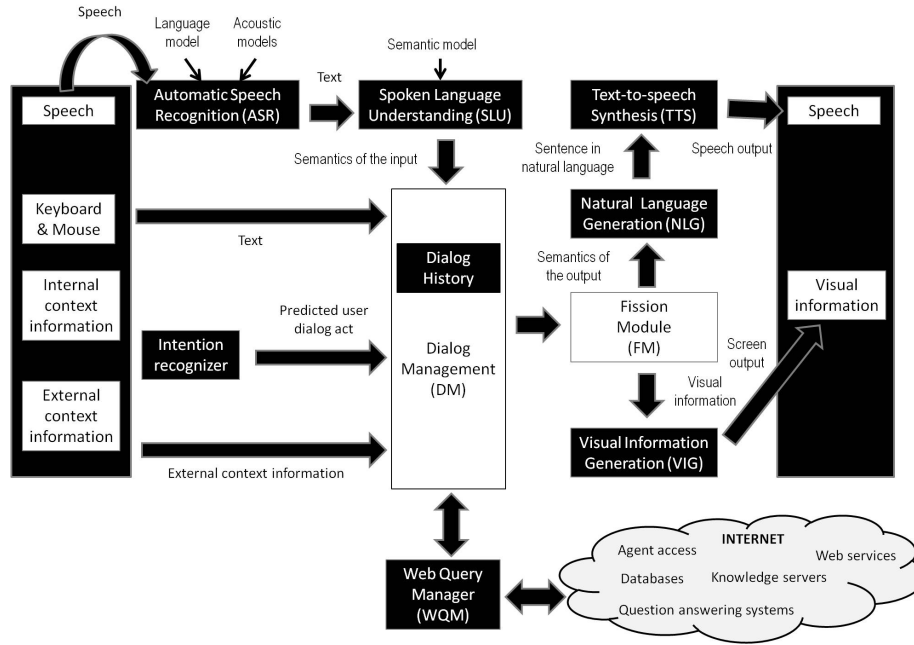 Speech
Language
model
Acoustic
models
Semantic model
Text
Speech
Automatic Speech
Recognition (ASR)
Spoken Language
Understanding (SLU)
Text-to-speech
Synthesis (TTS)
Speech
Semantics of the input
Sentence in
natural language
Speech output
Keyboard
& Mouse
Text
Natural Language
Generation (NLG)
Dialog
History
Semantics of
the output
Internal
context
information
Visual
information
Predicted user
dialog act
Intention
recognizer
Dialog
Management
(DM)
Fission
Module
(FM)
Screen
output
Visual
information
External
context
information
External context information
Visual Information
Generation (VIG)
Web Query
Manager
(WQM)
INTERNET
Agent access
Web services
Databases
Knowledge servers
Question answering systems